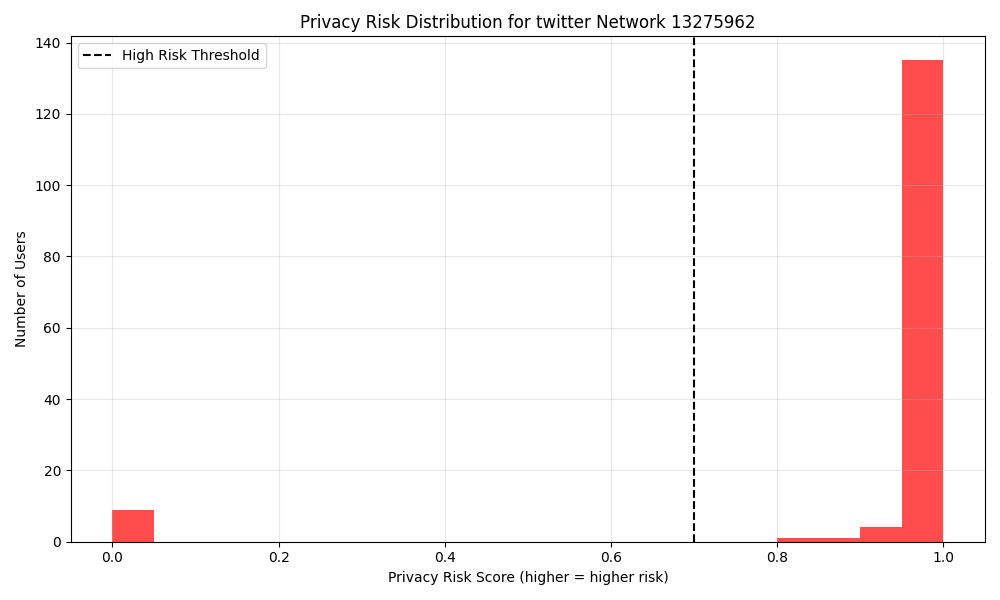 Privacy Risk Distribution for twitter Network 13275962
High Risk Threshold
Number of Users
140
120
100
80
60
40
20
0
0.0 0.2 0.4 0.6 0.8 1.0
Privacy Risk Score (higher = higher risk)